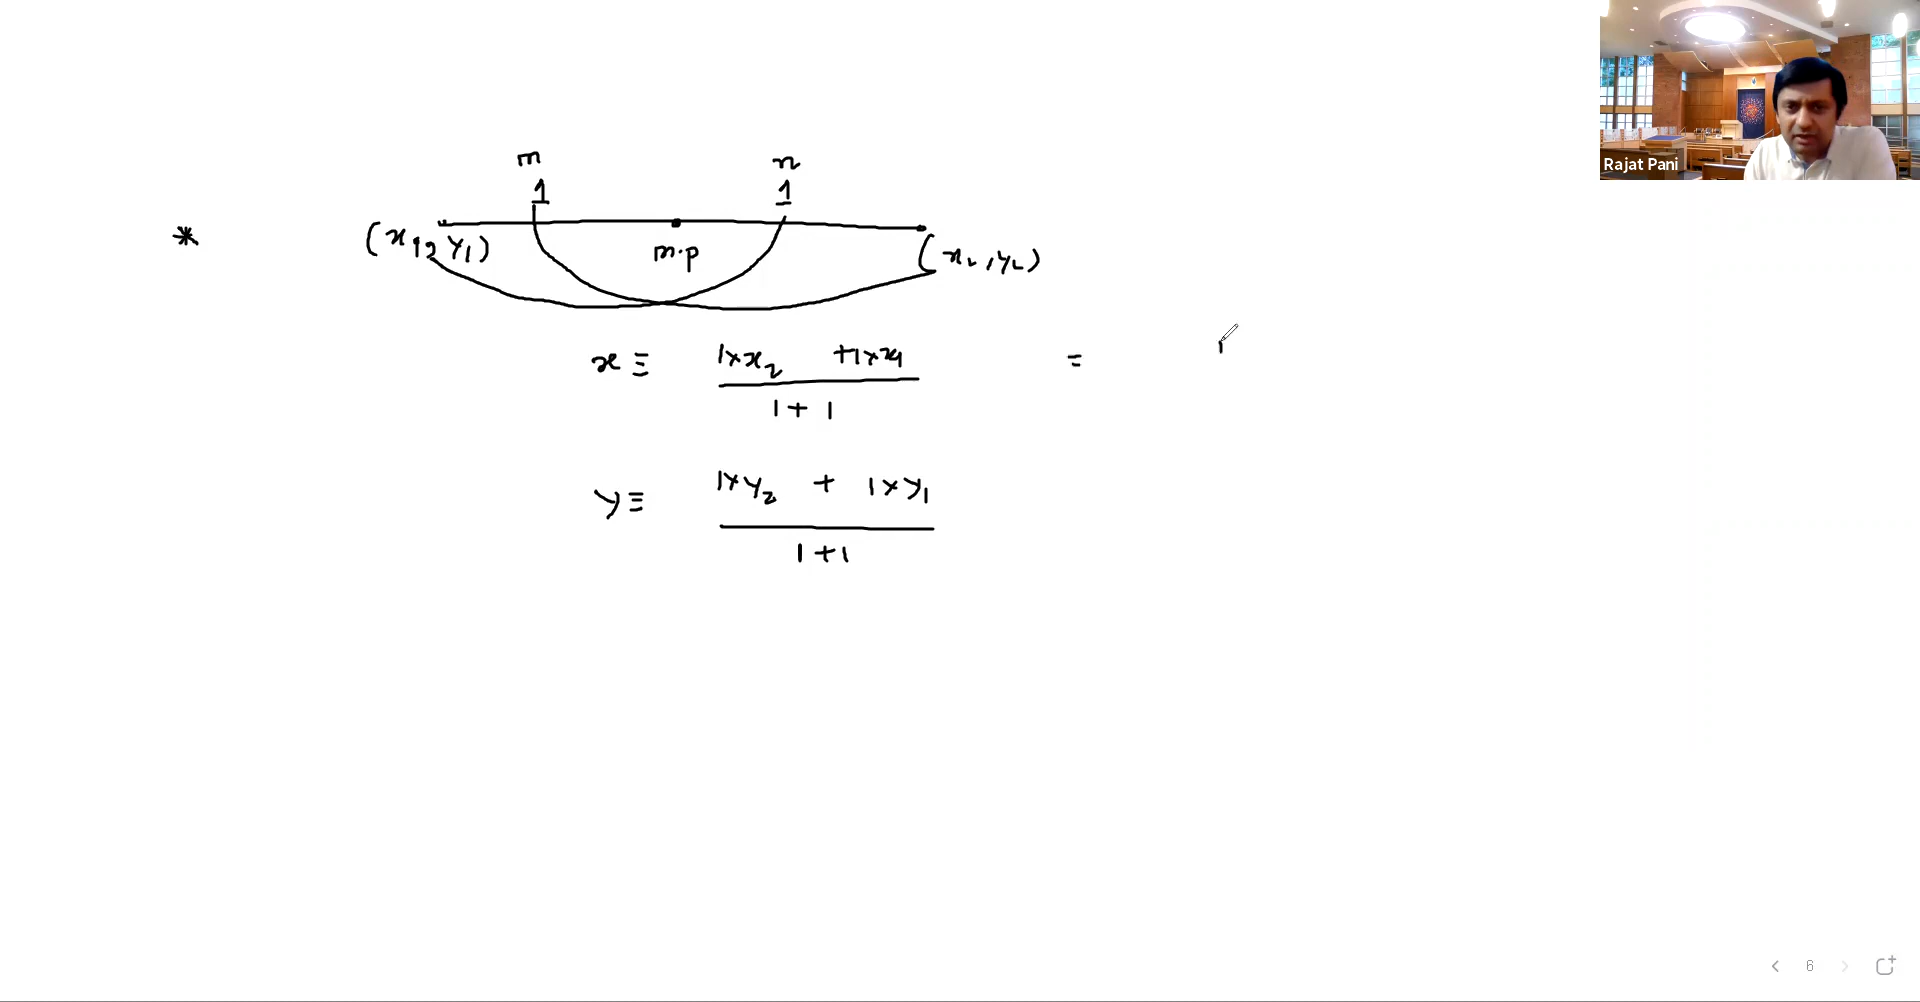 Rajat Pani
m n
1 1
* (x₁, y₁) m.p (x₂, y₂)
x ≡ 1×x₂ +1×x₁ =
1 + 1
y ≡ 1×y₂ + 1×y₁
1 + 1
6